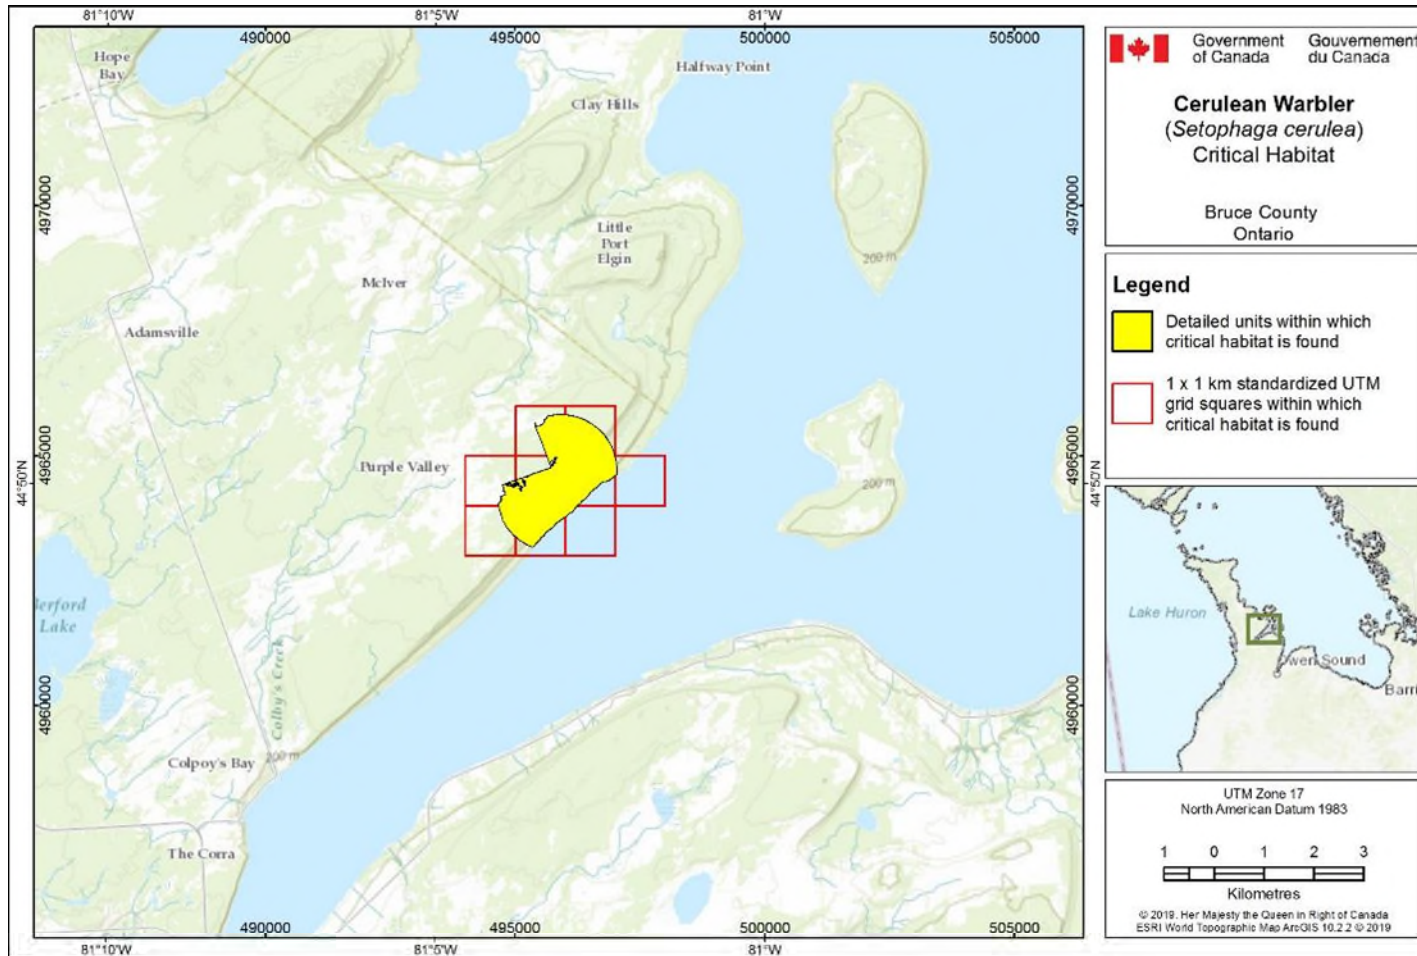 81°10'W
81°5'W
81°W
490000
495000
500000
505000
Hope
Bay
Halfway Point
Clay Hills
4970000
4970000
Little
Port
Elgin
200 m
McIver
Adamsville
Purple Valley
4965000
4965000
44°50'N
44°50'N
200 m
Berford
Lake
Colby's Creek
4960000
4960000
200 m
Colpoy's Bay
The Corra
490000
495000
500000
505000
81°10'W
81°5'W
81°W
Government
of Canada
Gouvernement
du Canada
Cerulean Warbler
(Setophaga cerulea)
Critical Habitat
Bruce County
Ontario
Legend
Detailed units within which
critical habitat is found
1 x 1 km standardized UTM
grid squares within which
critical habitat is found
Lake Huron
Owen Sound
Barri
UTM Zone 17
North American Datum 1983
1 0 1 2 3
Kilometres
© 2019. Her Majesty the Queen in Right of Canada
ESRI World Topographic Map ArcGIS 10.2.2 © 2019